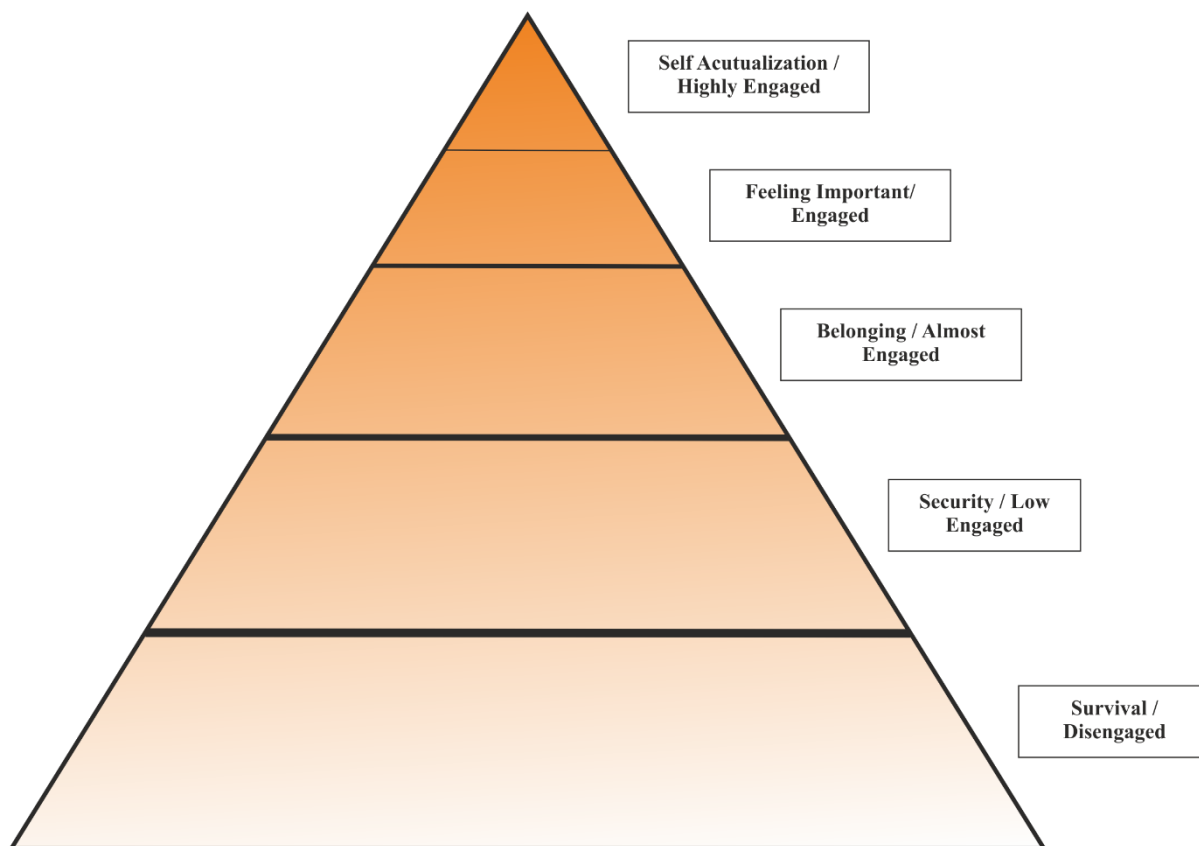 Self Acutualization /
Highly Engaged
Feeling Important/
Engaged
Belonging / Almost
Engaged
Security / Low
Engaged
Survival /
Disengaged